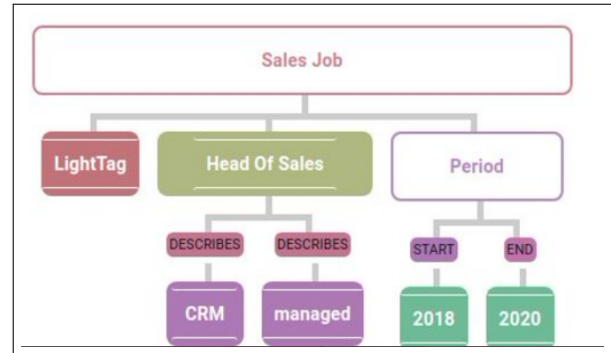 Sales Job
LightTag Head Of Sales Period
DESCRIBES DESCRIBES START END
CRM managed 2018 2020